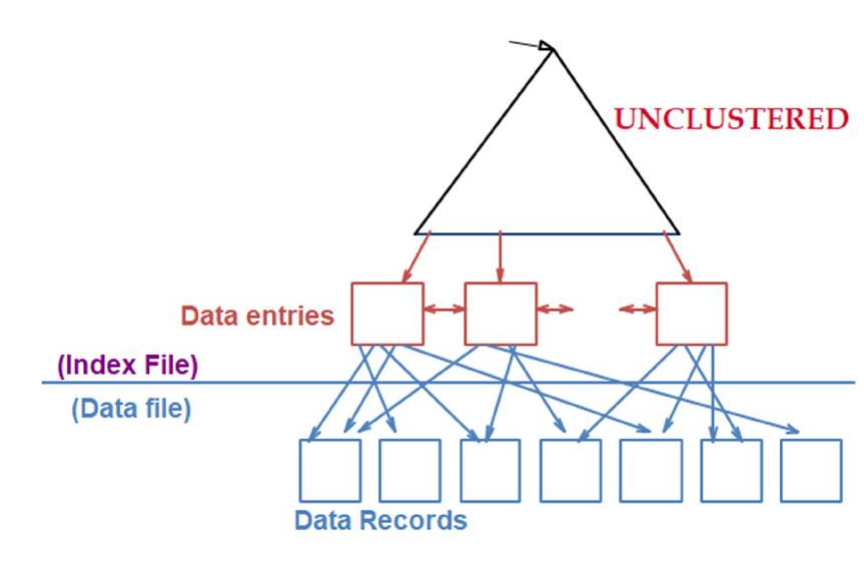 UNCLUSTERED
Data entries
(Index File)
(Data file)
Data Records